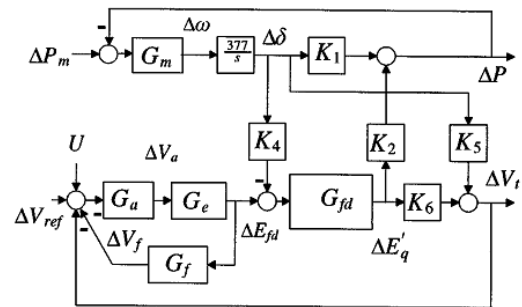 Δω
Δδ
ΔP_m
G_m
377/s
K_1
ΔP
K_4
K_2
K_5
U
ΔV_a
ΔV_t
ΔV_ref
G_a
G_e
ΔE_fd
G_fd
K_6
ΔV_f
G_f
ΔE'_q